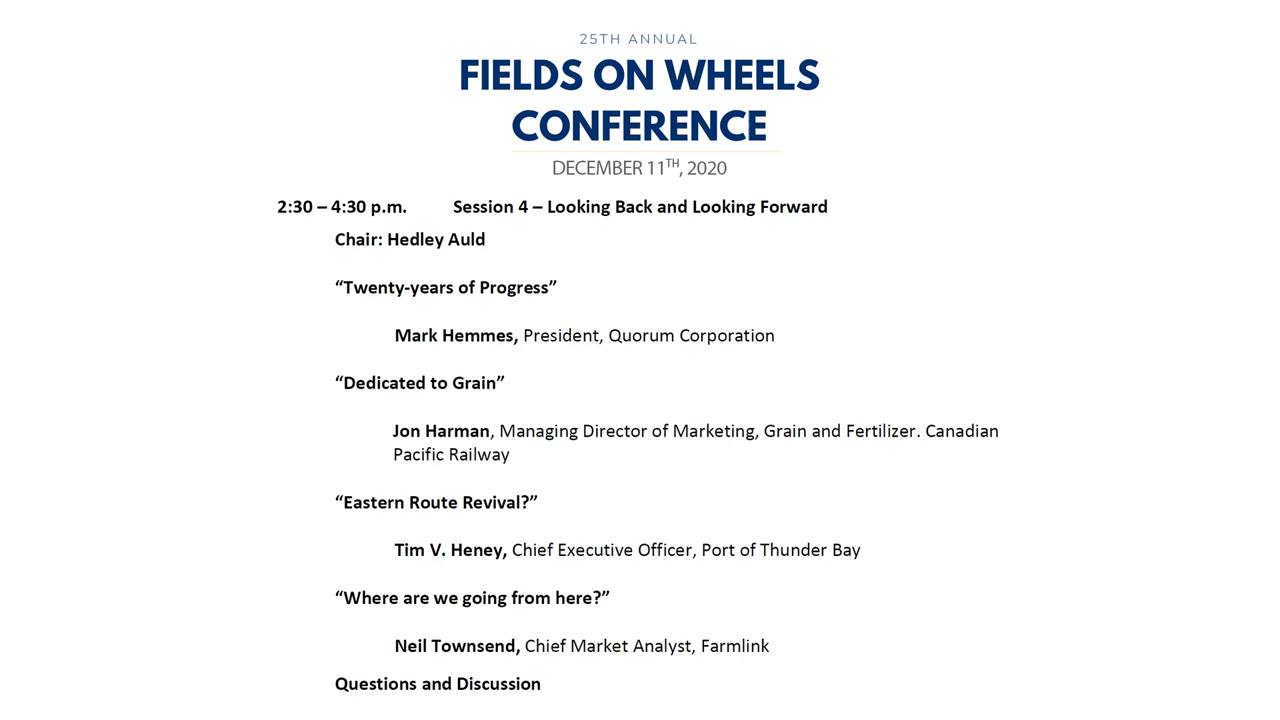 25TH ANNUAL
FIELDS ON WHEELS
CONFERENCE
DECEMBER 11TH, 2020
2:30 – 4:30 p.m. Session 4 – Looking Back and Looking Forward
Chair: Hedley Auld
“Twenty-years of Progress”
Mark Hemmes, President, Quorum Corporation
“Dedicated to Grain”
Jon Harman, Managing Director of Marketing, Grain and Fertilizer. Canadian
Pacific Railway
“Eastern Route Revival?”
Tim V. Heney, Chief Executive Officer, Port of Thunder Bay
“Where are we going from here?”
Neil Townsend, Chief Market Analyst, Farmlink
Questions and Discussion